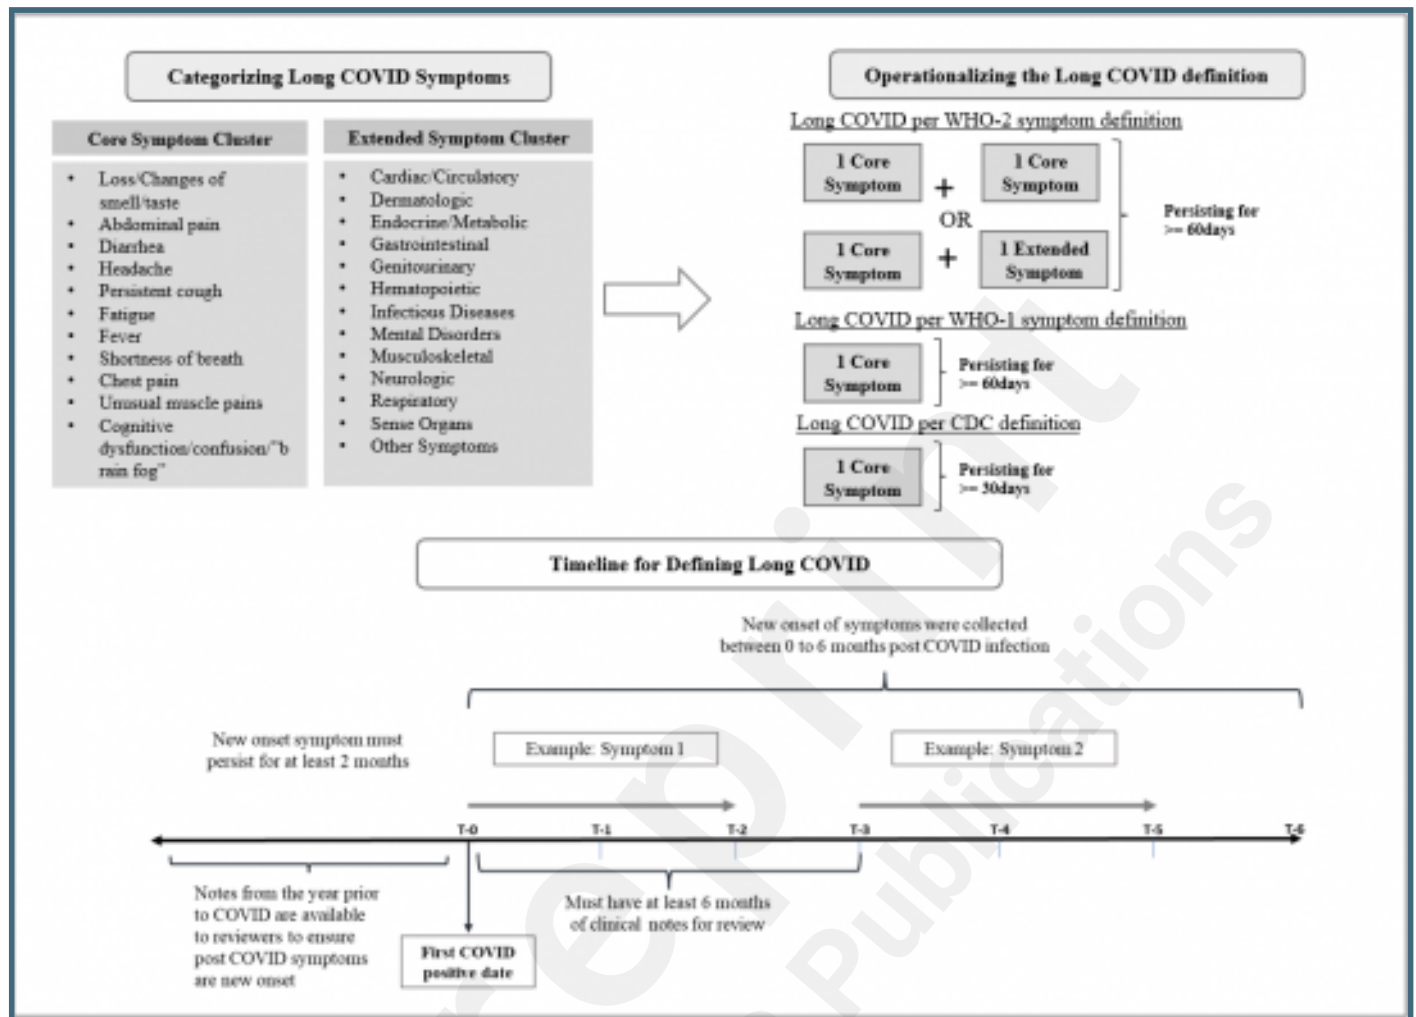 Categorizing Long COVID Symptoms
Core Symptom Cluster
• Loss/Changes of
smell/taste
• Abdominal pain
• Diarrhea
• Headache
• Persistent cough
• Fatigue
• Fever
• Shortness of breath
• Chest pain
• Unusual muscle pains
• Cognitive
dysfunction/confusion/"b
rain fog"
Extended Symptom Cluster
• Cardiac/Circulatory
• Dermatologic
• Endocrine/Metabolic
• Gastrointestinal
• Genitourinary
• Hematopoietic
• Infectious Diseases
• Mental Disorders
• Musculoskeletal
• Neurologic
• Respiratory
• Sense Organs
• Other Symptoms
Operationalizing the Long COVID definition
Long COVID per WHO-2 symptom definition
1 Core
Symptom
+
1 Core
Symptom
OR
1 Core
Symptom
+
1 Extended
Symptom
Persisting for
>= 60days
Long COVID per WHO-1 symptom definition
1 Core
Symptom
Persisting for
>= 60days
Long COVID per CDC definition
1 Core
Symptom
Persisting for
>= 30days
Timeline for Defining Long COVID
New onset of symptoms were collected
between 0 to 6 months post COVID infection
New onset symptom must
persist for at least 2 months
Example: Symptom 1
Example: Symptom 2
T-0 T-1 T-2 T-3 T-4 T-5 T-6
Notes from the year prior
to COVID are available
to reviewers to ensure
post COVID symptoms
are new onset
First COVID
positive date
Must have at least 6 months
of clinical notes for review
eprint
Publications